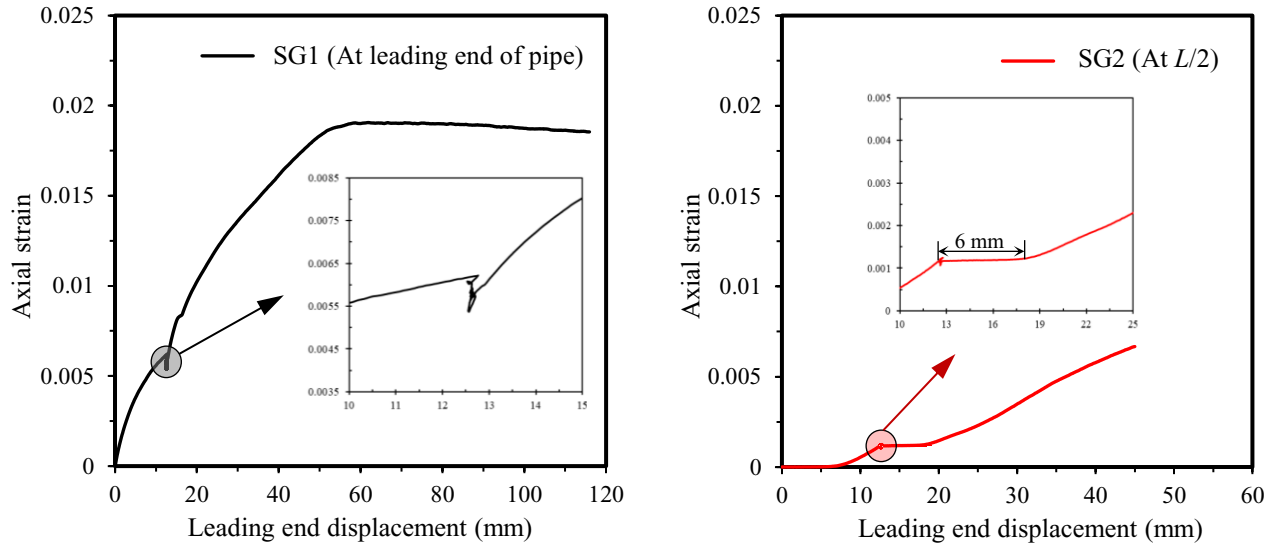 0.025
0.02
0.015
0.01
0.005
0
Axial strain
SG1 (At leading end of pipe)
0.0085
0.0075
0.0065
0.0055
0.0045
0.0035
10 11 12 13 14 15
0 20 40 60 80 100 120
Leading end displacement (mm)
0.025
0.02
0.015
0.01
0.005
0
Axial strain
SG2 (At L/2)
0.005
0.004
0.003
0.002
0.001
0
6 mm
10 13 16 19 22 25
0 10 20 30 40 50 60
Leading end displacement (mm)